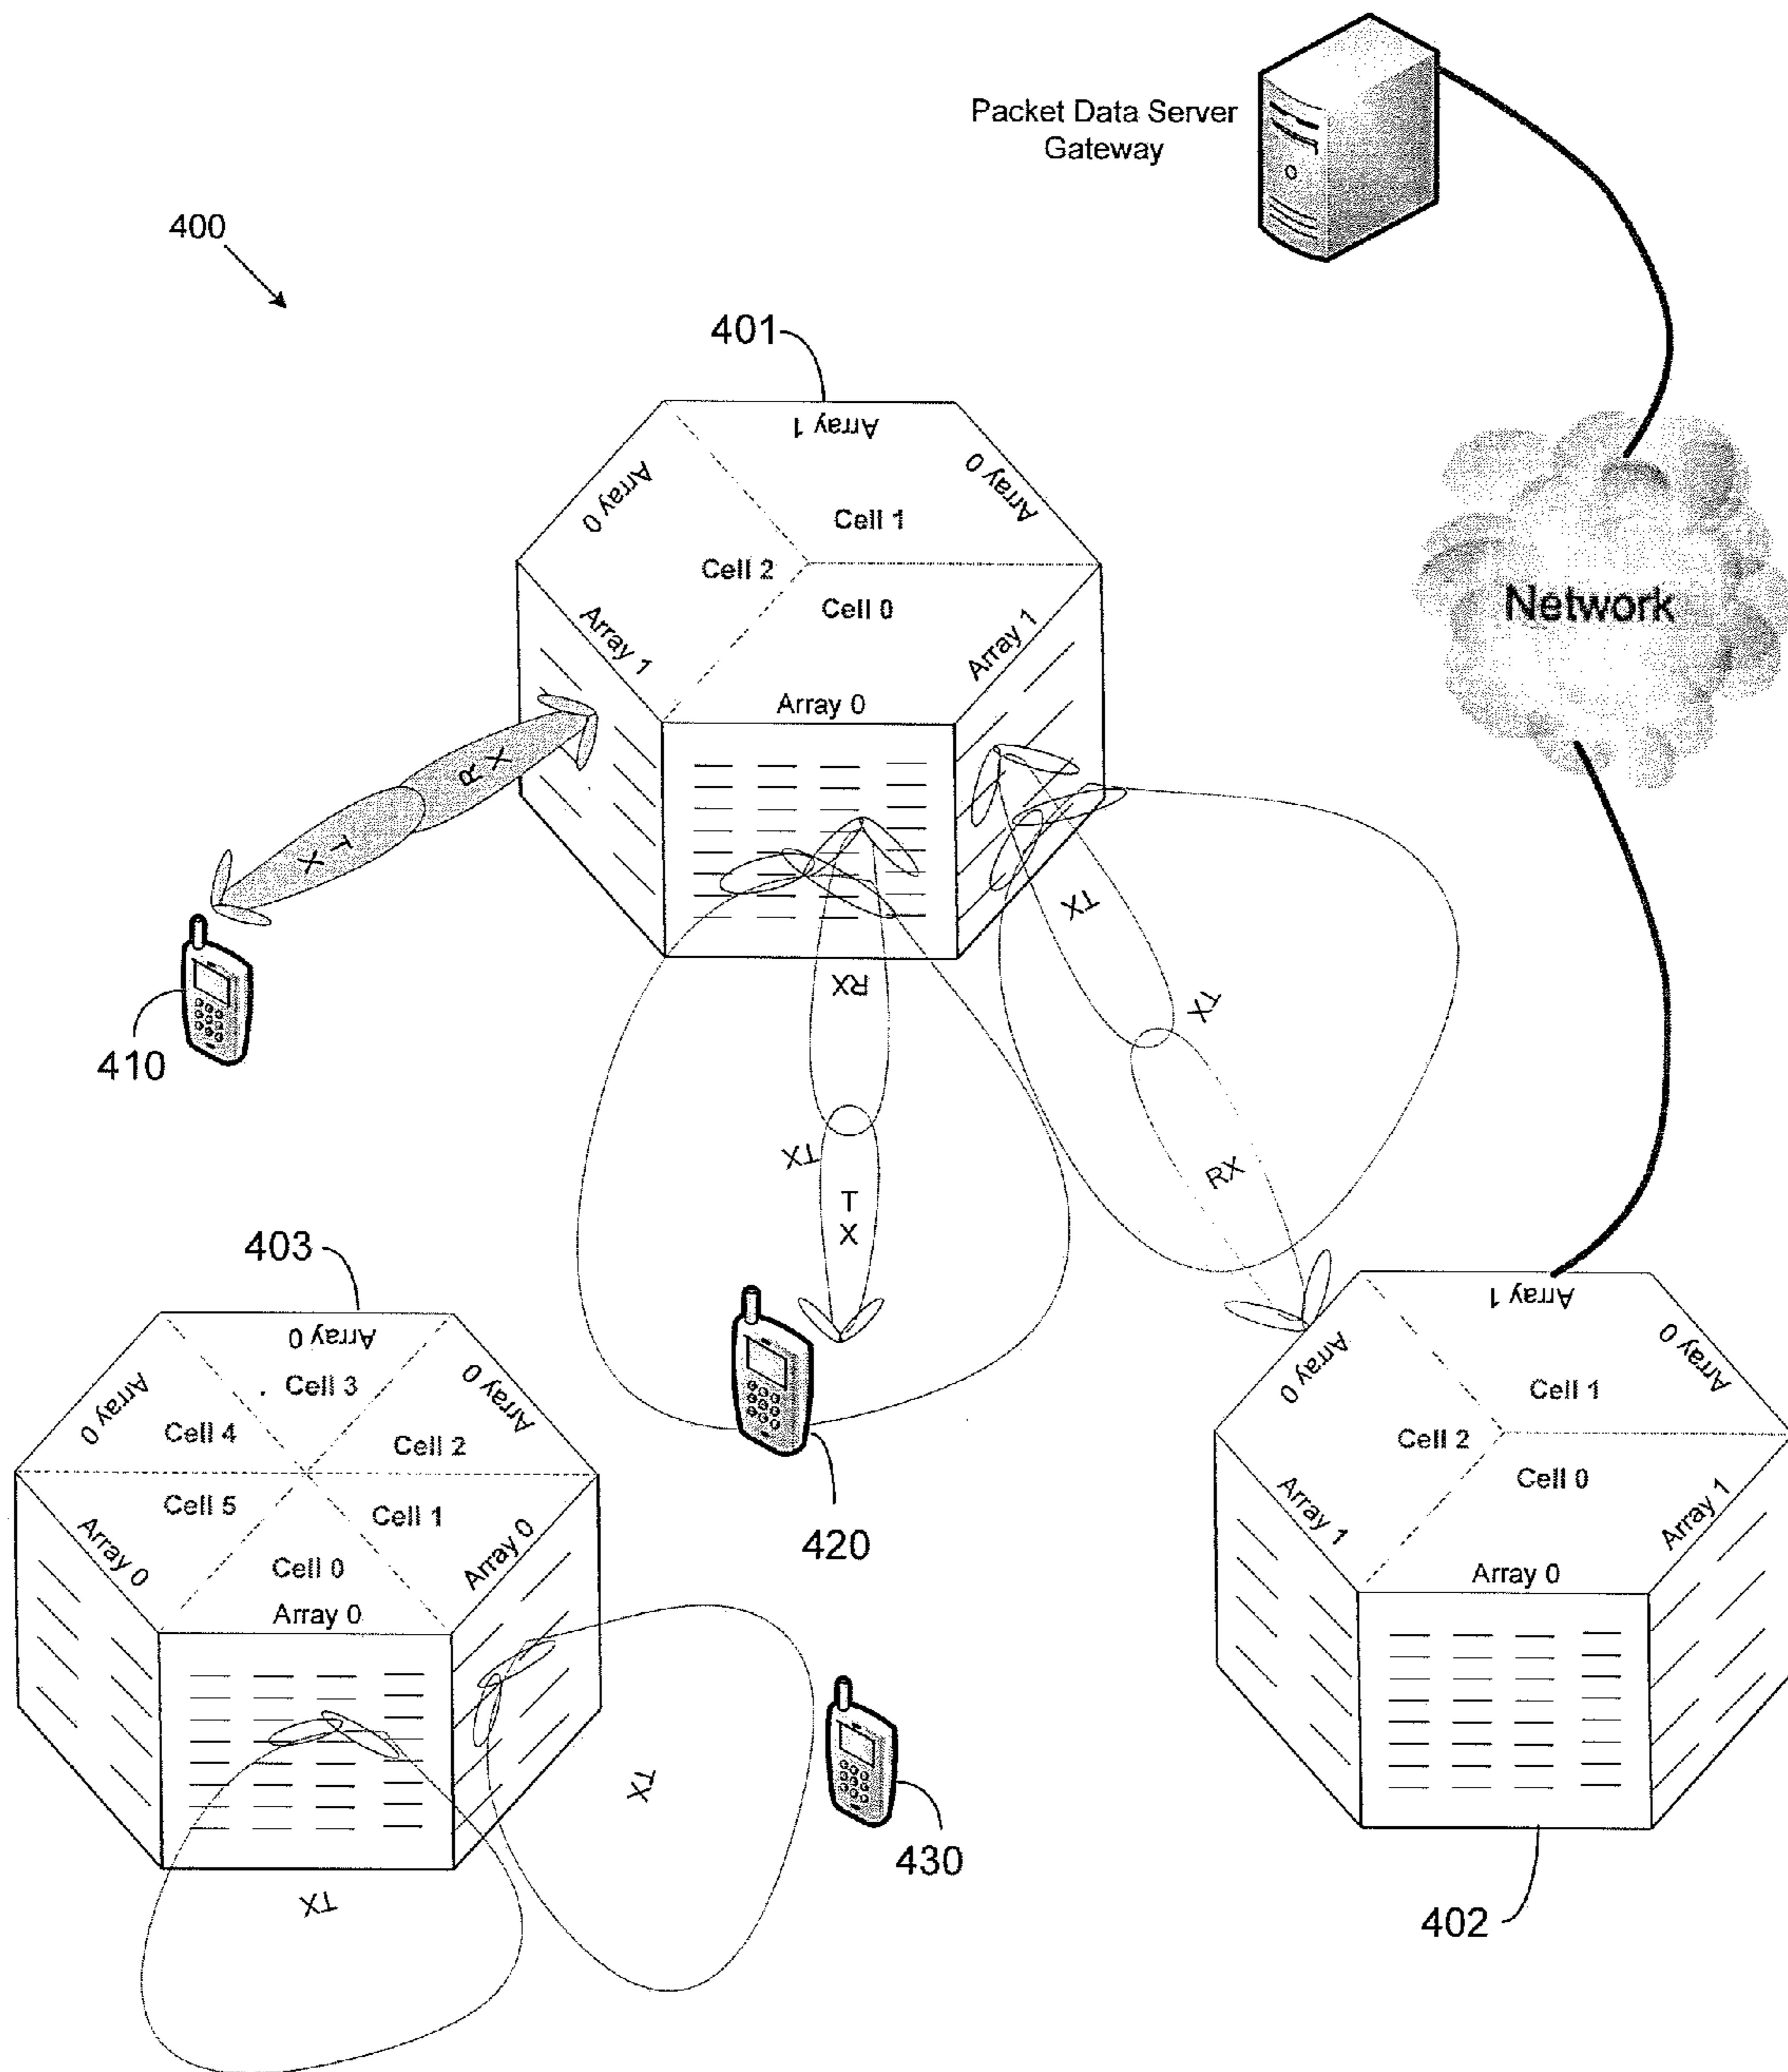 Packet Data Server
Gateway
400
401
Array 1
Array 0
Array 0
Cell 1
Cell 2
Cell 0
Array 1
Array 1
Array 0
Network
RX
TX
410
TX
RX
TX
TX
TX
RX
403
Array 0
Array 0
Array 0
Cell 3
Cell 4
Cell 2
Cell 5
Cell 1
Array 0
Array 0
Cell 0
Array 0
420
Array 1
Array 0
Array 0
Cell 1
Cell 2
Cell 0
Array 1
Array 1
Array 0
TX
430
TX
402